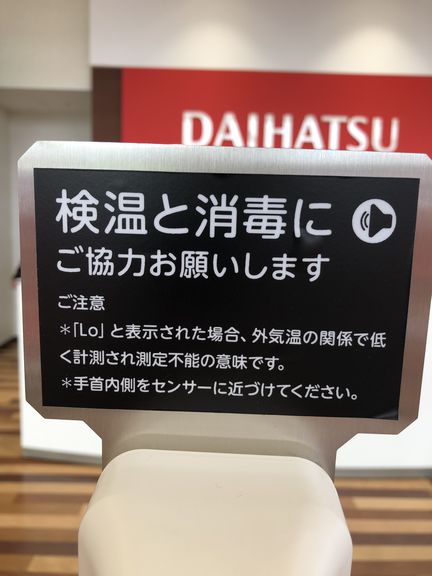 DAIHATSU
検温と消毒に
ご協力お願いします
ご注意
＊「Lo」と表示された場合、外気温の関係で低
く計測され測定不能の意味です。
＊手首内側をセンサーに近づけてください。